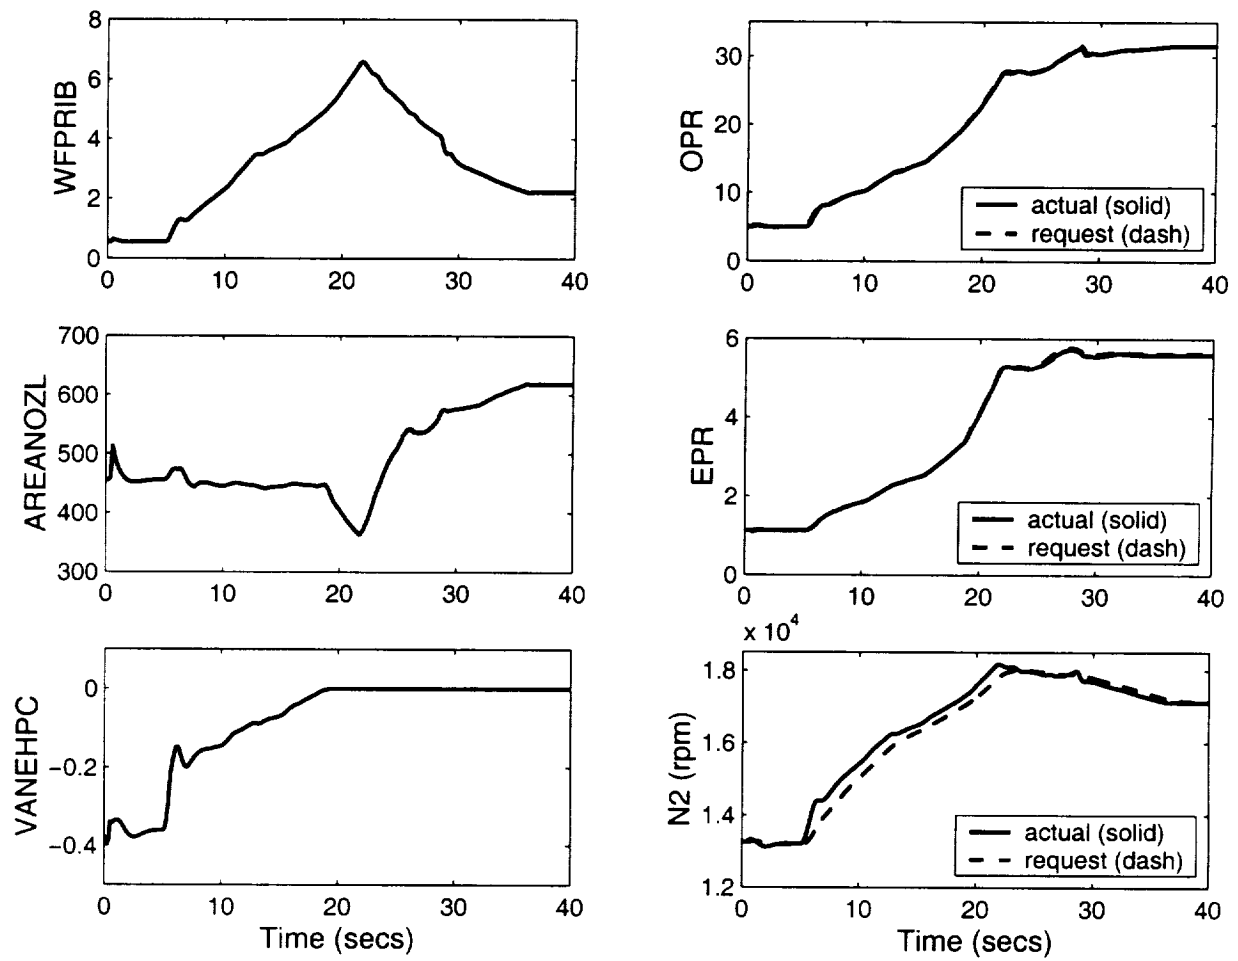 8
6
4
2
0
WFPRIB
0 10 20 30 40
30
20
10
0
OPR
actual (solid)
request (dash)
0 10 20 30 40
700
600
500
400
300
AREANOZL
0 10 20 30 40
6
4
2
0
EPR
actual (solid)
request (dash)
0 10 20 30 40
0
−0.2
−0.4
VANEHPC
0 10 20 30 40
Time (secs)
x 10^4
1.8
1.6
1.4
1.2
N2 (rpm)
actual (solid)
request (dash)
0 10 20 30 40
Time (secs)